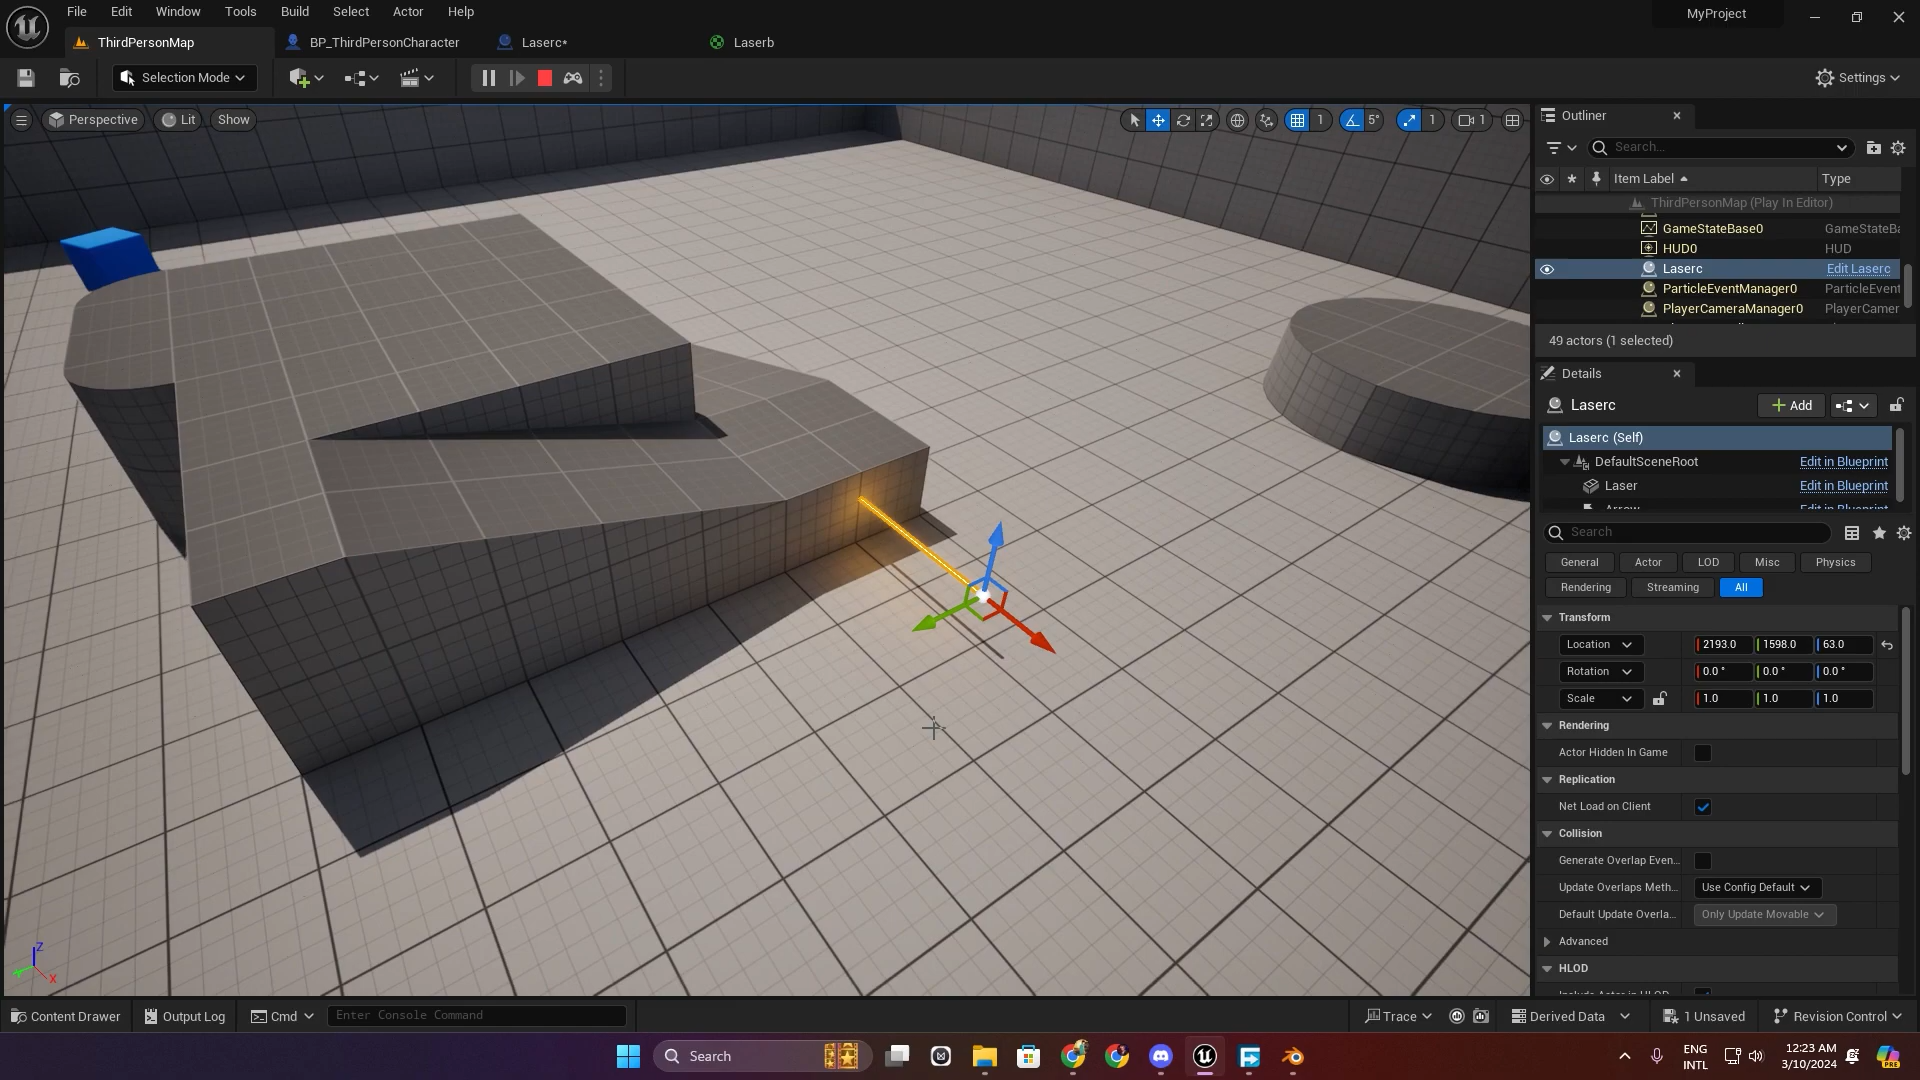 File Edit Window Tools Build Select Actor Help
MyProject
ThirdPersonMap BP_ThirdPersonCharacter Laserc* Laserb
Selection Mode
Settings
Perspective Lit Show
1 5° 1 1
Outliner
Search...
Item Label Type
ThirdPersonMap (Play In Editor)
GameStateBase0 GameStateBa
HUD0 HUD
Laserc Edit Laserc
ParticleEventManager0 ParticleEvent
PlayerCameraManager0 PlayerCamer
49 actors (1 selected)
Details
Laserc Add
Laserc (Self)
DefaultSceneRoot Edit in Blueprint
Laser Edit in Blueprint
Arrow Edit in Blueprint
Search
General Actor LOD Misc Physics
Rendering Streaming All
Transform
Location 2193.0 1598.0 63.0
Rotation 0.0° 0.0° 0.0°
Scale 1.0 1.0 1.0
Rendering
Actor Hidden In Game
Replication
Net Load on Client
Collision
Generate Overlap Even...
Update Overlaps Meth... Use Config Default
Default Update Overla... Only Update Movable
Advanced
HLOD
Z
X
Content Drawer Output Log Cmd Enter Console Command
Trace Derived Data 1 Unsaved Revision Control
Search
ENG
INTL
12:23 AM
3/10/2024
PRE